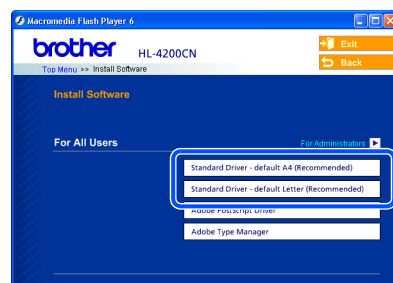 Macromedia Flash Player 6
brother
HL-4200CN
Exit
Back
Top Menu >> Install Software
Install Software
For All Users
For Administrators
Standard Driver - default A4 (Recommended)
Standard Driver - default Letter (Recommended)
Adobe PostScript Driver
Adobe Type Manager